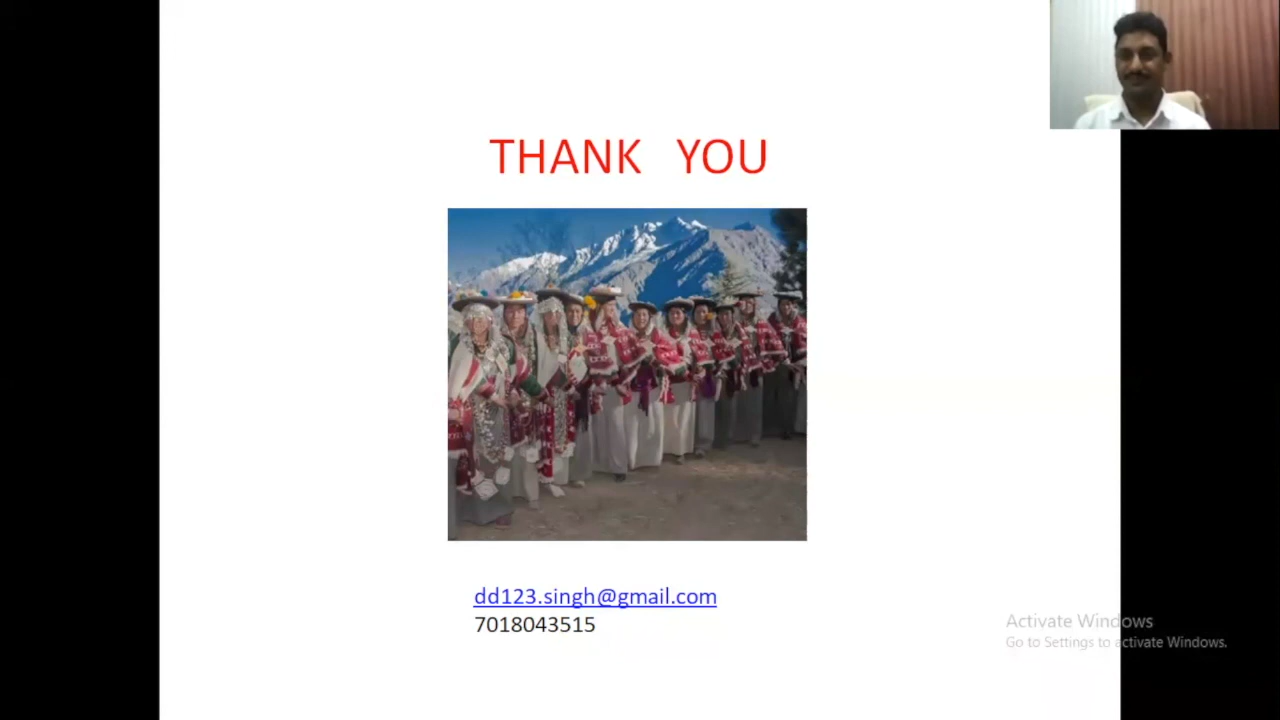 THANK YOU
dd123.singh@gmail.com
7018043515
Activate Windows
Go to Settings to activate Windows.